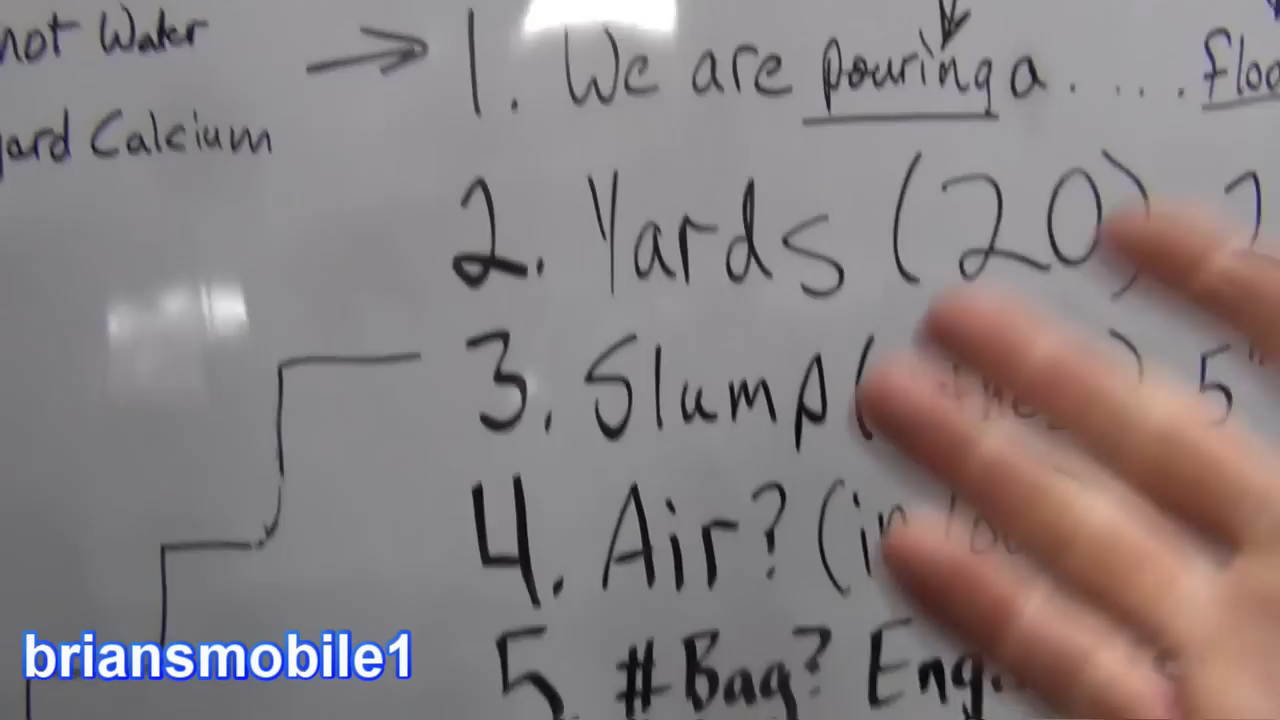 not Water
ard Calcium
1. We are pouring a ..... floo
2. Yards (20)
3. Slump ( ) 5"
4. Air? (in
5. #Bag? Eng.
briansmobile1